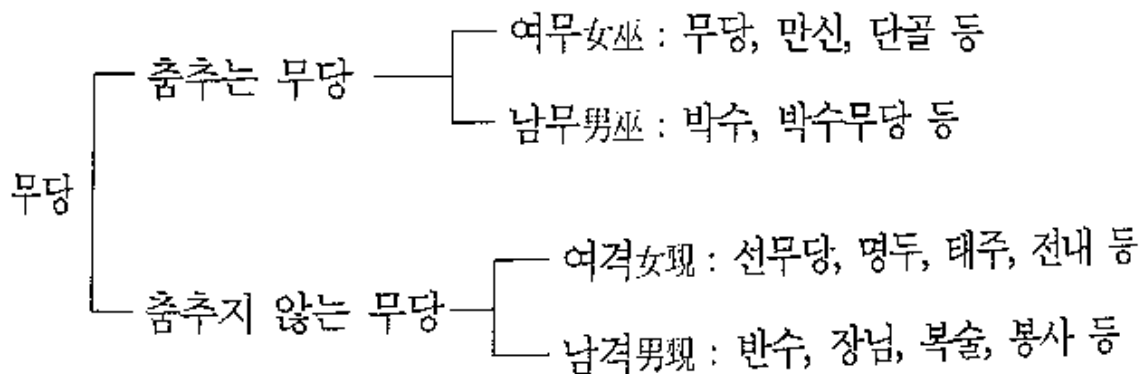 여무女巫 : 무당, 만신, 단골 등
춤추는 무당
남무男巫 : 박수, 박수무당 등
무당
여격女現 : 선무당, 명두, 태주, 전내 등
춤추지 않는 무당
남격男現 : 반수, 장님, 복술, 봉사 등